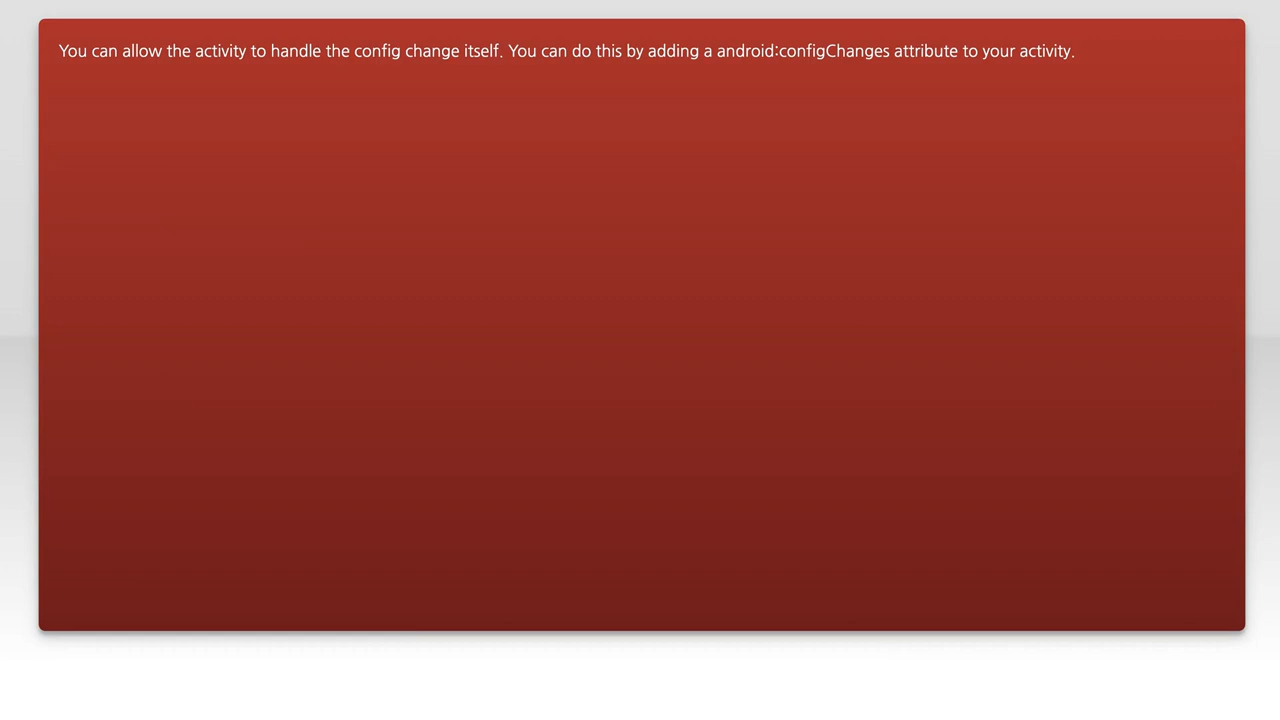 You can allow the activity to handle the config change itself. You can do this by adding a android:configChanges attribute to your activity.